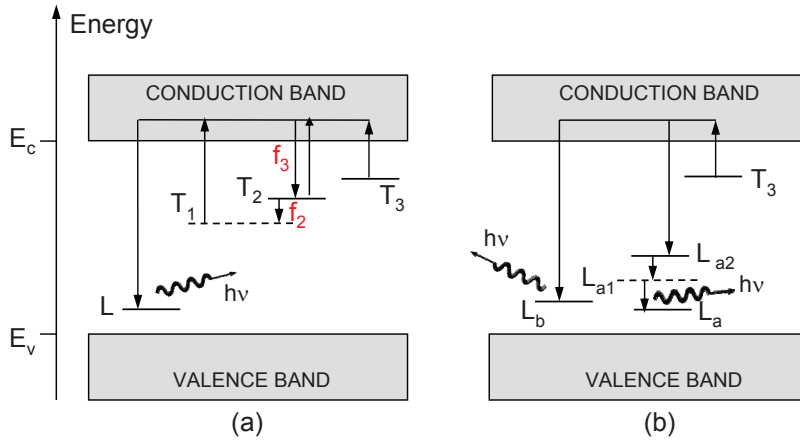 Energy
CONDUCTION BAND
CONDUCTION BAND
E_c
f_3
T_1
T_2
T_3
T_3
f_2
hν
L_a2
L_a1
hν
L
hν
L_b
L_a
E_v
VALENCE BAND
VALENCE BAND
(a)
(b)